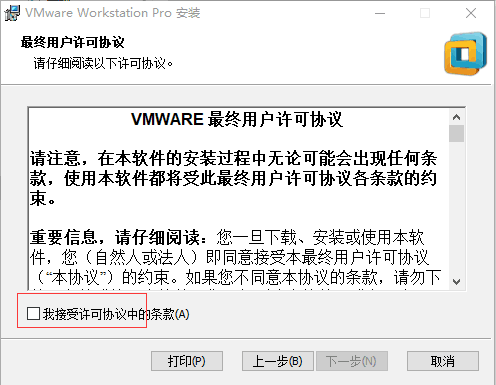 VMware Workstation Pro 安装
最终用户许可协议
请仔细阅读以下许可协议。
VMWARE 最终用户许可协议
请注意，在本软件的安装过程中无论可能会出现任何条
款，使用本软件都将受此最终用户许可协议各条款的约
束。
重要信息，请仔细阅读：您一旦下载、安装或使用本软
件，您（自然人或法人）即同意接受本最终用户许可协议
（“本协议”）的约束。如果您不同意本协议的条款，请勿下
我接受许可协议中的条款(A)
打印(P)
上一步(B)
下一步(N)
取消